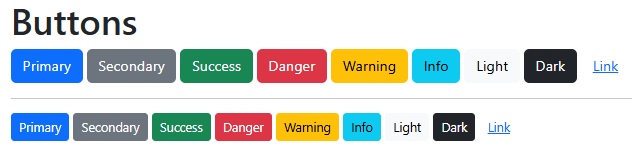 Buttons
Primary Secondary Success Danger Warning Info Light Dark Link
Primary Secondary Success Danger Warning Info Light Dark Link